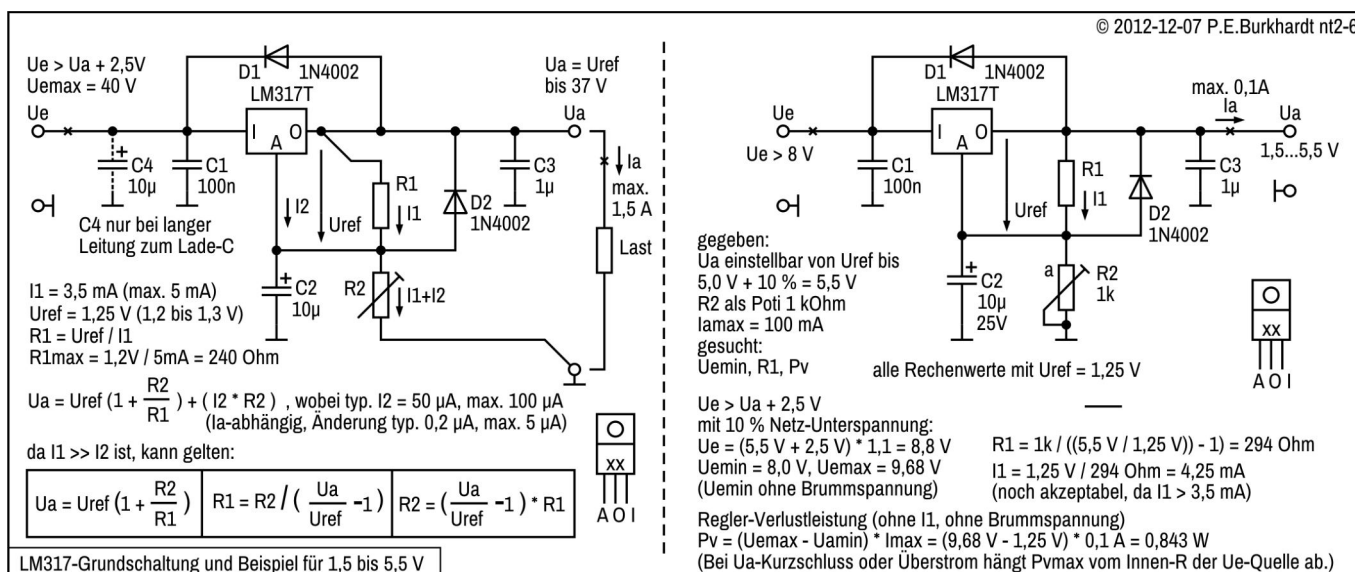 © 2012-12-07 P.E.Burkhardt nt2-6
Ue > Ua + 2,5V
Uemax = 40 V
Ue
D1
1N4002
LM317T
I
A
O
Ua = Uref
bis 37 V
Ua
+
C4
10µ
C1
100n
I2
Uref
R1
I1
D2
1N4002
C3
1µ
Ia
max.
1,5 A
Last
C4 nur bei langer
Leitung zum Lade-C
+
C2
10µ
R2
I1+I2
I1 = 3,5 mA (max. 5 mA)
Uref = 1,25 V (1,2 bis 1,3 V)
R1 = Uref / I1
R1max = 1,2V / 5mA = 240 Ohm
Ua = Uref (1 + R2/R1) + ( I2 * R2 ) , wobei typ. I2 = 50 µA, max. 100 µA
(Ia-abhängig, Änderung typ. 0,2 µA, max. 5 µA)
da I1 >> I2 ist, kann gelten:
Ua = Uref (1 + R2/R1)
R1 = R2 / ( Ua/Uref -1)
R2 = ( Ua/Uref -1) * R1
xx
A O I
LM317-Grundschaltung und Beispiel für 1,5 bis 5,5 V
D1
1N4002
LM317T
I
A
O
Ue
Ue > 8 V
C1
100n
max. 0,1A
Ia
Ua
1,5...5,5 V
R1
I1
Uref
D2
1N4002
C3
1µ
+
C2
10µ
25V
a
R2
1k
xx
A O I
gegeben:
Ua einstellbar von Uref bis
5,0 V + 10 % = 5,5 V
R2 als Poti 1 kOhm
Iamax = 100 mA
gesucht:
Uemin, R1, Pv
alle Rechenwerte mit Uref = 1,25 V
Ue > Ua + 2,5 V
mit 10 % Netz-Unterspannung:
Ue = (5,5 V + 2,5 V) * 1,1 = 8,8 V
Uemin = 8,0 V, Uemax = 9,68 V
(Uemin ohne Brummspannung)
R1 = 1k / ((5,5 V / 1,25 V)) - 1) = 294 Ohm
I1 = 1,25 V / 294 Ohm = 4,25 mA
(noch akzeptabel, da I1 > 3,5 mA)
Regler-Verlustleistung (ohne I1, ohne Brummspannung)
Pv = (Uemax - Uamin) * Imax = (9,68 V - 1,25 V) * 0,1 A = 0,843 W
(Bei Ua-Kurzschluss oder Überstrom hängt Pvmax vom Innen-R der Ue-Quelle ab.)